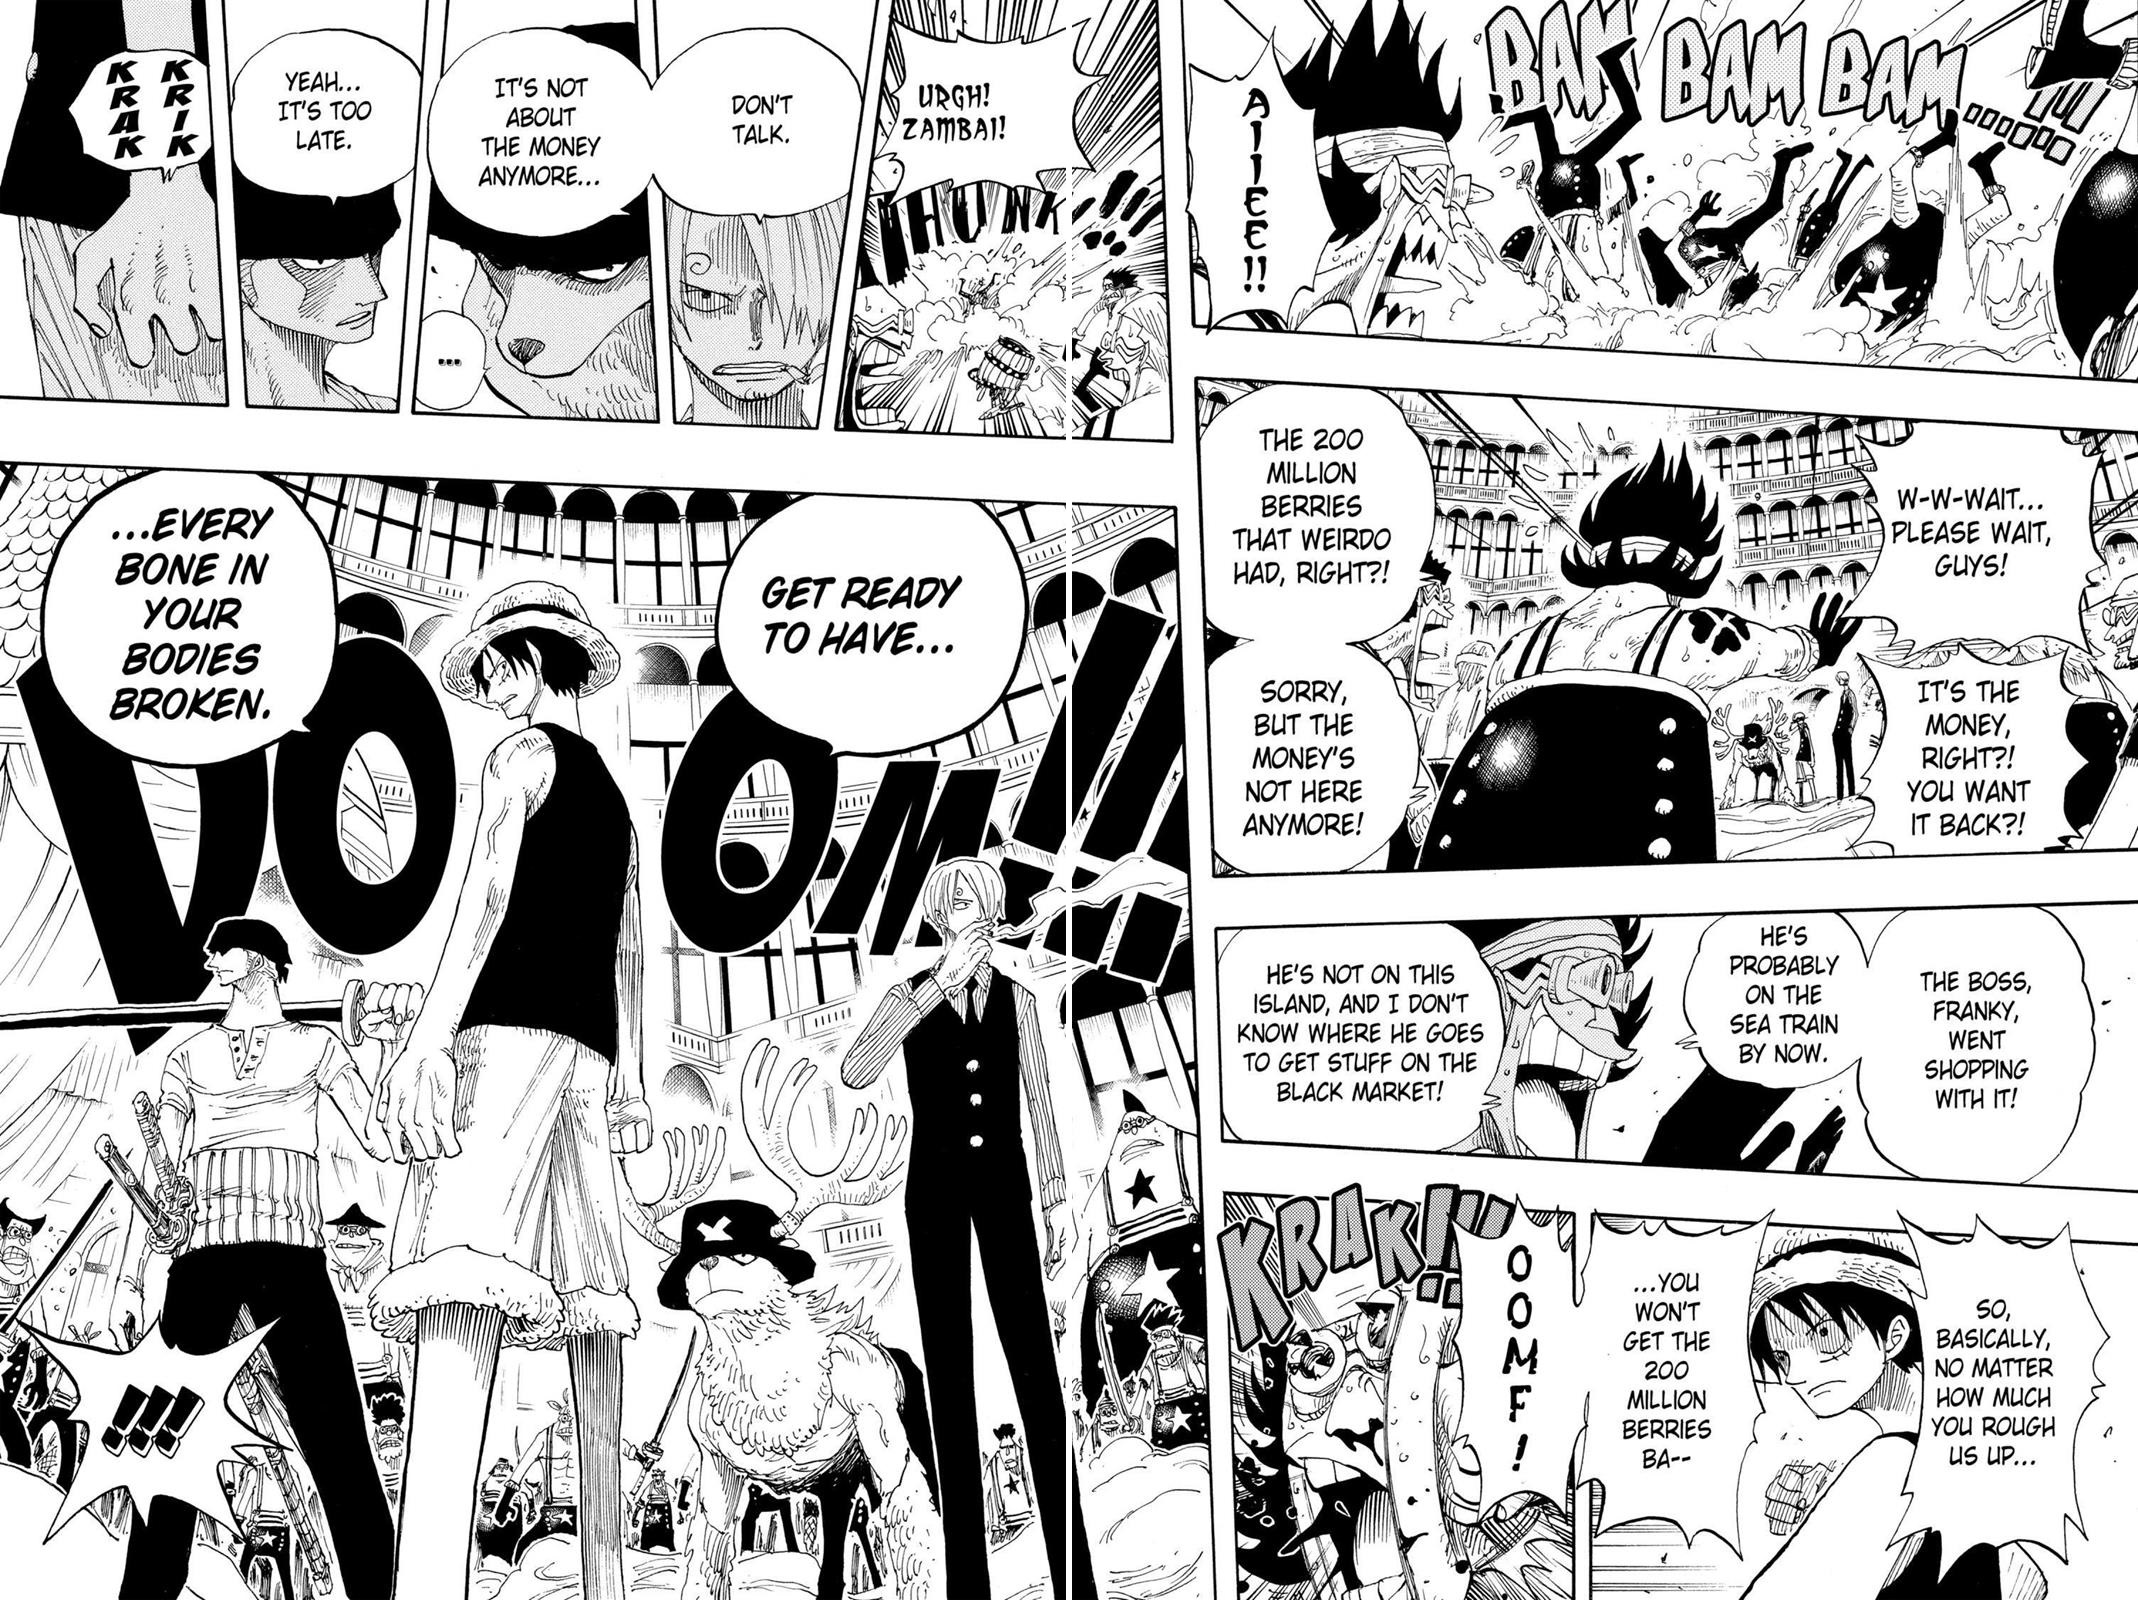 BAM BAM BAM.....!!!
AIIEE!!
W-W-WAIT...
PLEASE WAIT,
GUYS!
IT'S THE
MONEY,
RIGHT?!
YOU WANT
IT BACK?!
THE 200
MILLION
BERRIES
THAT WEIRDO
HAD, RIGHT?!
SORRY,
BUT THE
MONEY'S
NOT HERE
ANYMORE!
THE BOSS,
FRANKY,
WENT
SHOPPING
WITH IT!
HE'S
PROBABLY
ON THE
SEA TRAIN
BY NOW.
HE'S NOT ON THIS
ISLAND, AND I DON'T
KNOW WHERE HE GOES
TO GET STUFF ON THE
BLACK MARKET!
SO,
BASICALLY,
NO MATTER
HOW MUCH
YOU ROUGH
US UP...
...YOU
WON'T
GET THE
200
MILLION
BERRIES
BA--
OOMF!
KRAK!!!
URGH!
ZAMBAI!
DON'T
TALK.
IT'S NOT
ABOUT
THE MONEY
ANYMORE...
...
YEAH...
IT'S TOO
LATE.
KRIK
KRAK
GET READY
TO HAVE...
...EVERY
BONE IN
YOUR
BODIES
BROKEN.
!!!